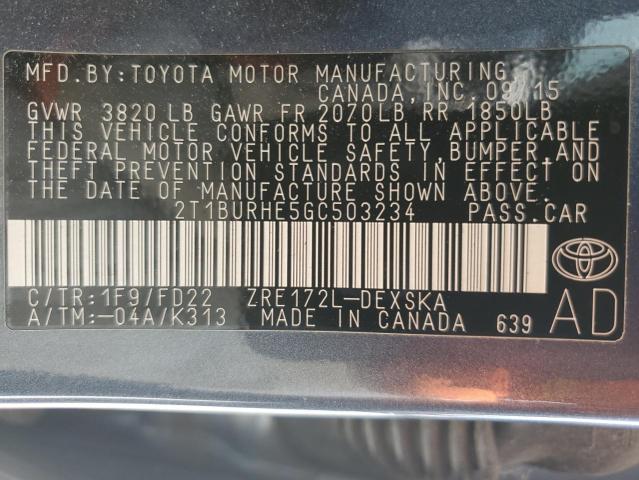 MFD. BY: TOYOTA MOTOR MANUFACTURING
CANADA, INC. 09/15
GVWR 3820 LB GAWR FR 2070LB RR 1850LB
THIS VEHICLE CONFORMS TO ALL APPLICABLE
FEDERAL MOTOR VEHICLE SAFETY, BUMPER, AND
THEFT PREVENTION STANDARDS IN EFFECT ON
THE DATE OF MANUFACTURE SHOWN ABOVE.
2T1BURHE5GC503234 PASS. CAR
C/TR: 1F9/FD22 ZRE172L-DEXSKA
A/TM: -04A/K313 MADE IN CANADA 639
AD